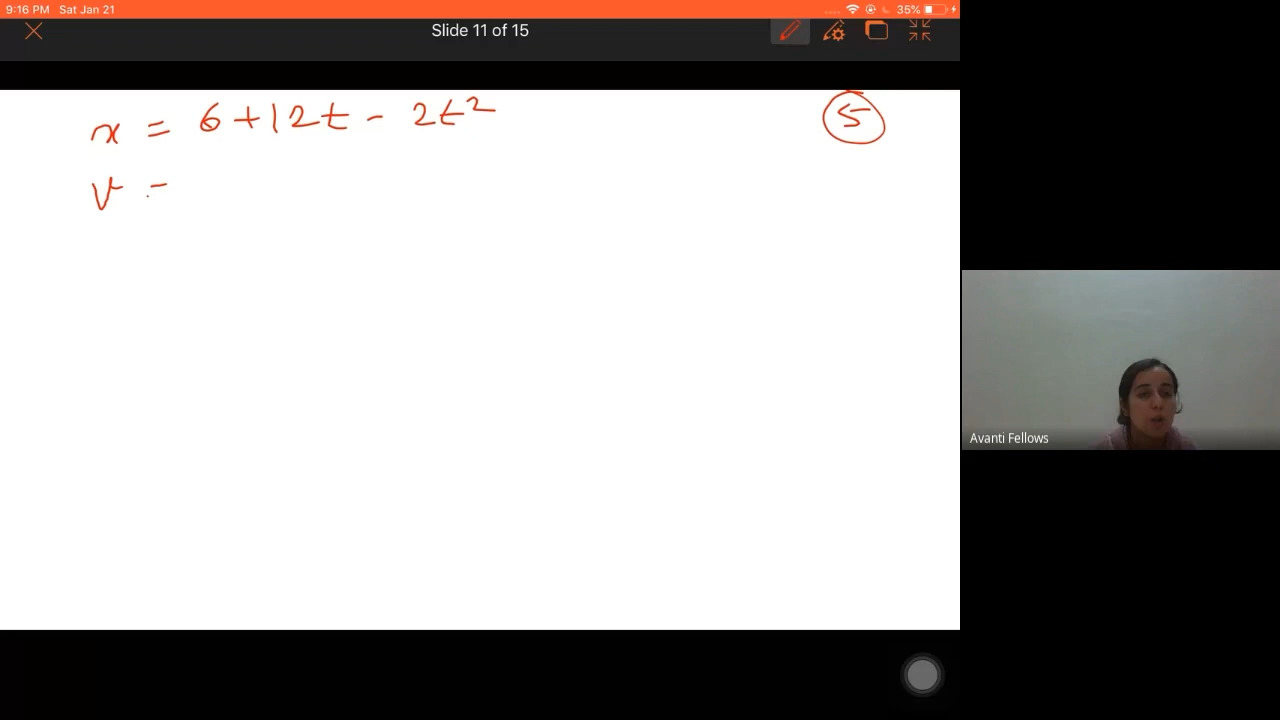 9:16 PM Sat Jan 21
35%
Slide 11 of 15
x = 6 + 12t - 2t²
5
v =
Avanti Fellows